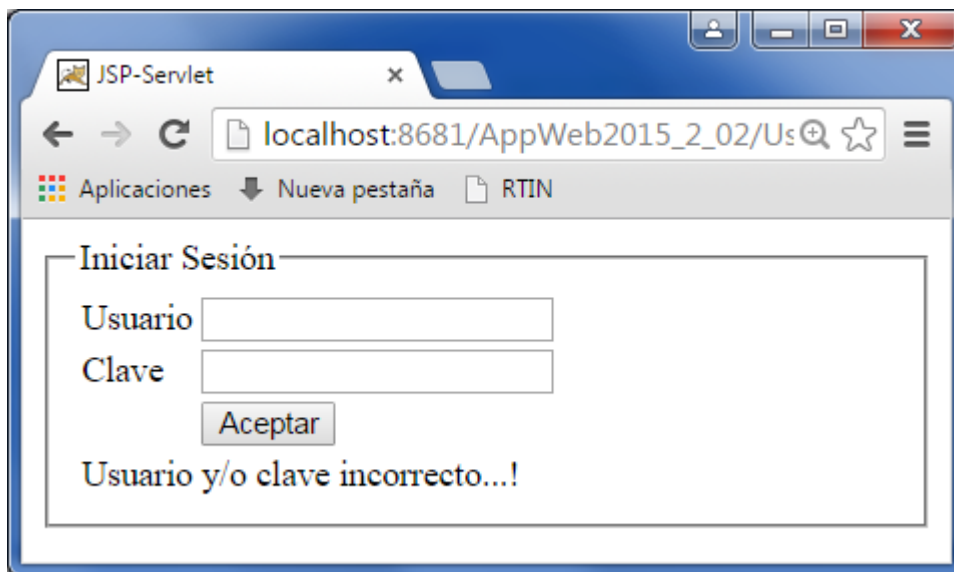 JSP-Servlet
localhost:8681/AppWeb2015_2_02/Us
Aplicaciones Nueva pestaña RTIN
Iniciar Sesión
Usuario
Clave
Aceptar
Usuario y/o clave incorrecto...!